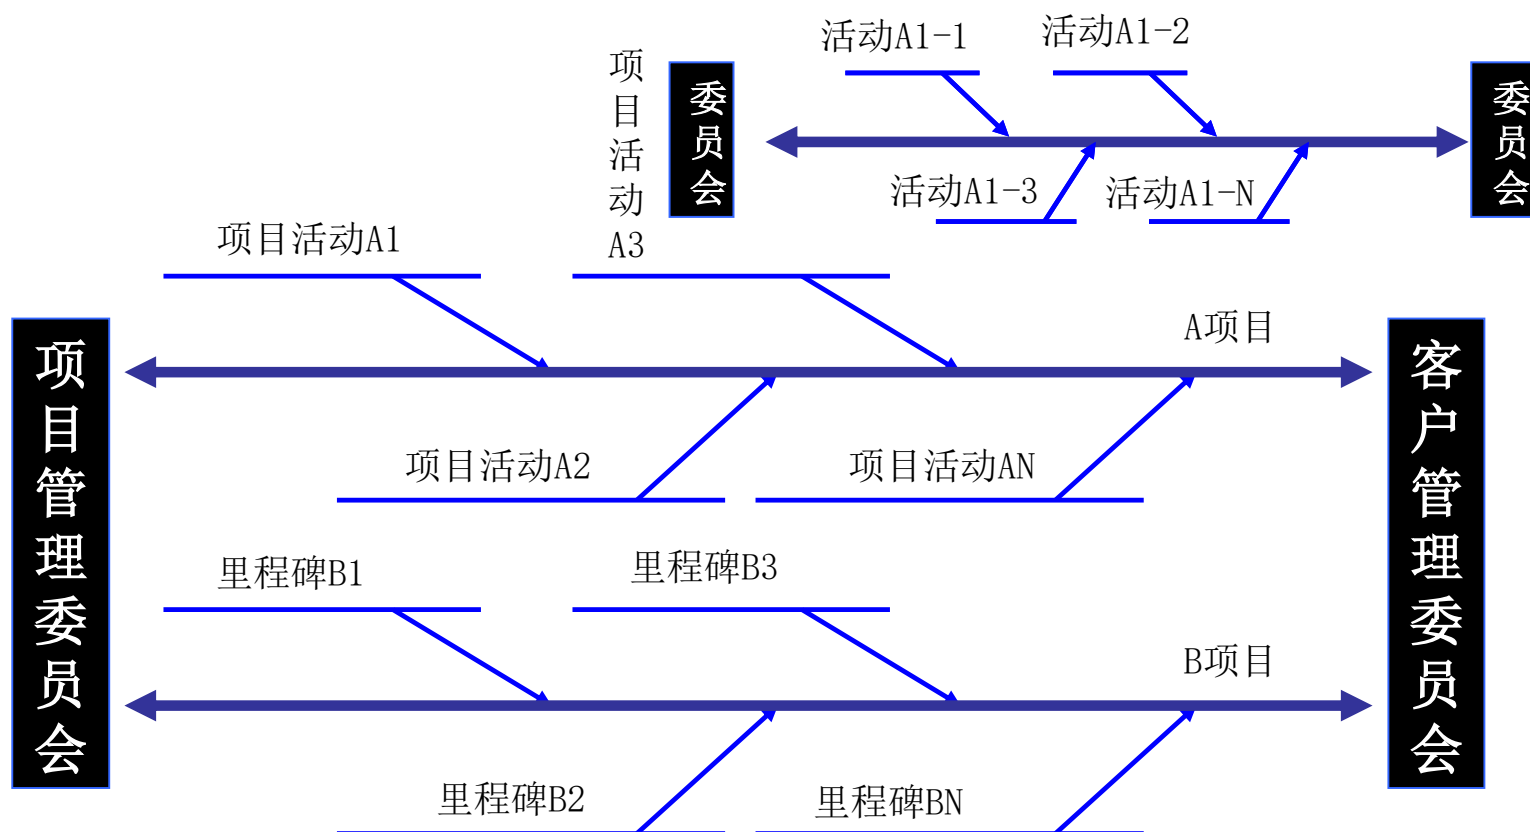 活动A1-1
活动A1-2
项目活动A3
委员会
委员会
活动A1-3
活动A1-N
项目活动A1
A项目
项目管理委员会
客户管理委员会
项目活动A2
项目活动AN
里程碑B1
里程碑B3
B项目
里程碑B2
里程碑BN